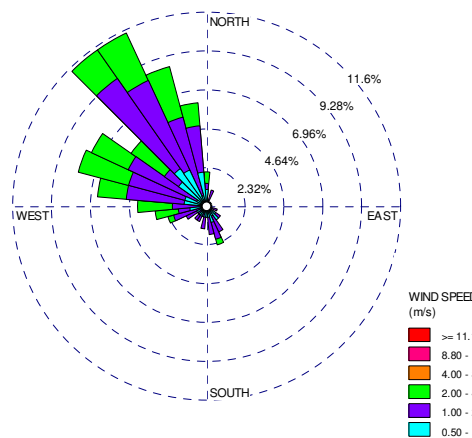 NORTH
11.6%
9.28%
6.96%
4.64%
2.32%
WEST
EAST
WIND SPEED
(m/s)
>= 11.
8.80 -
4.00 -
2.00 -
1.00 -
0.50 -
SOUTH